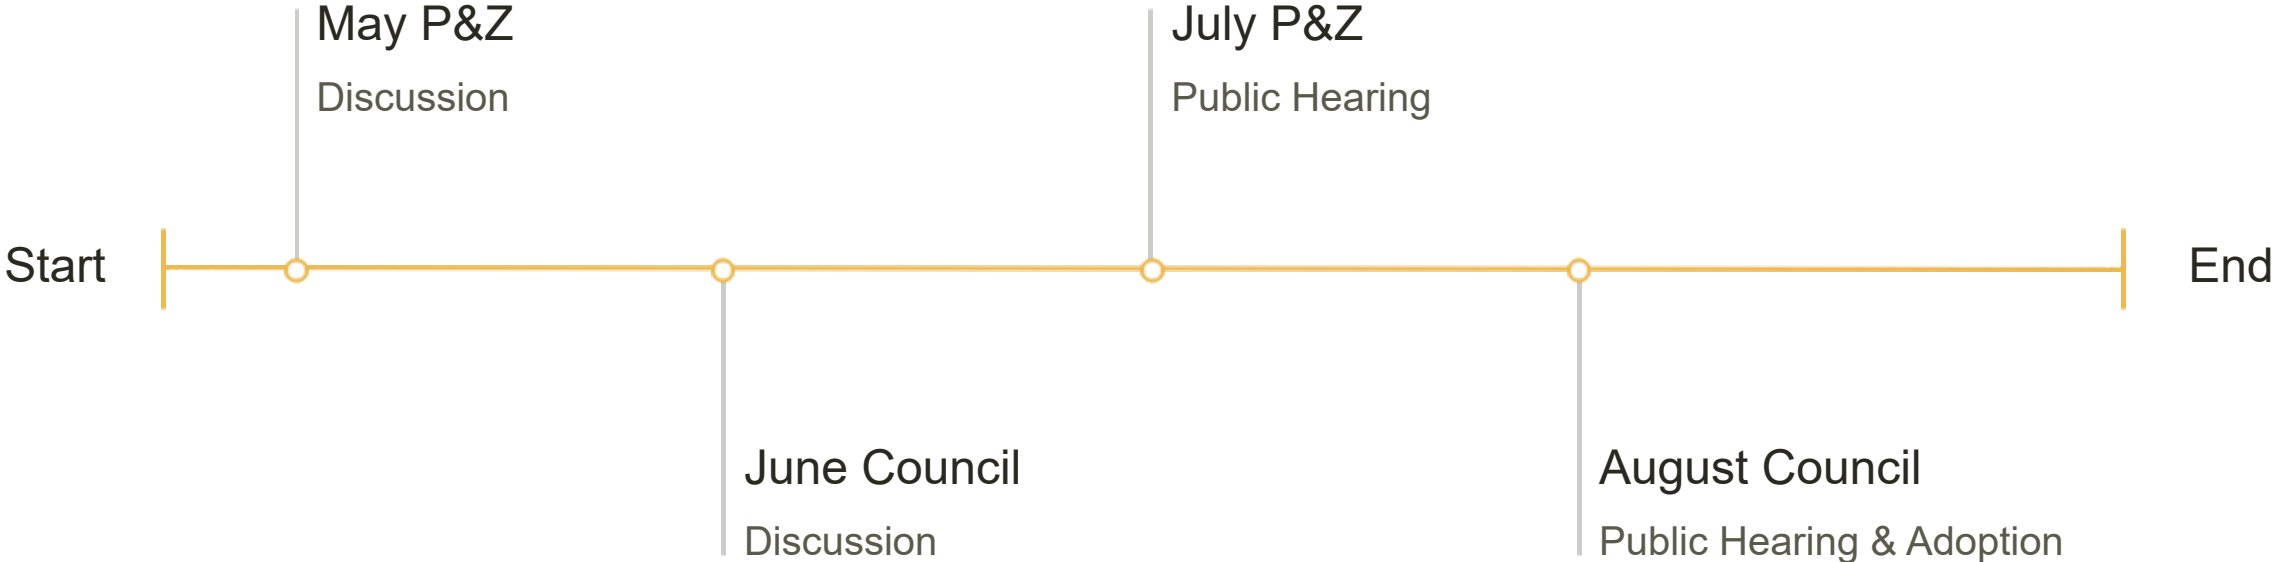 May P&Z
Discussion
July P&Z
Public Hearing
Start
End
June Council
Discussion
August Council
Public Hearing & Adoption